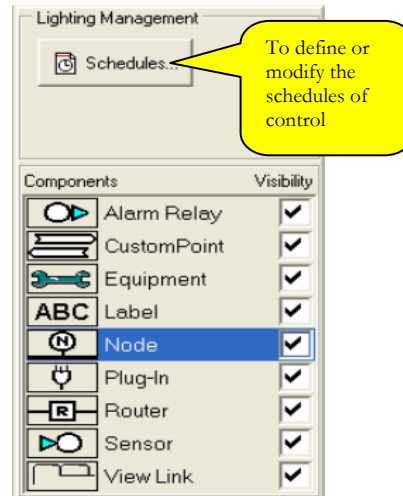 Lighting Management
Schedules...
To define or
modify the
schedules of
control
Components Visibility
Alarm Relay
CustomPoint
Equipment
ABC Label
N Node
Plug-In
R Router
Sensor
View Link